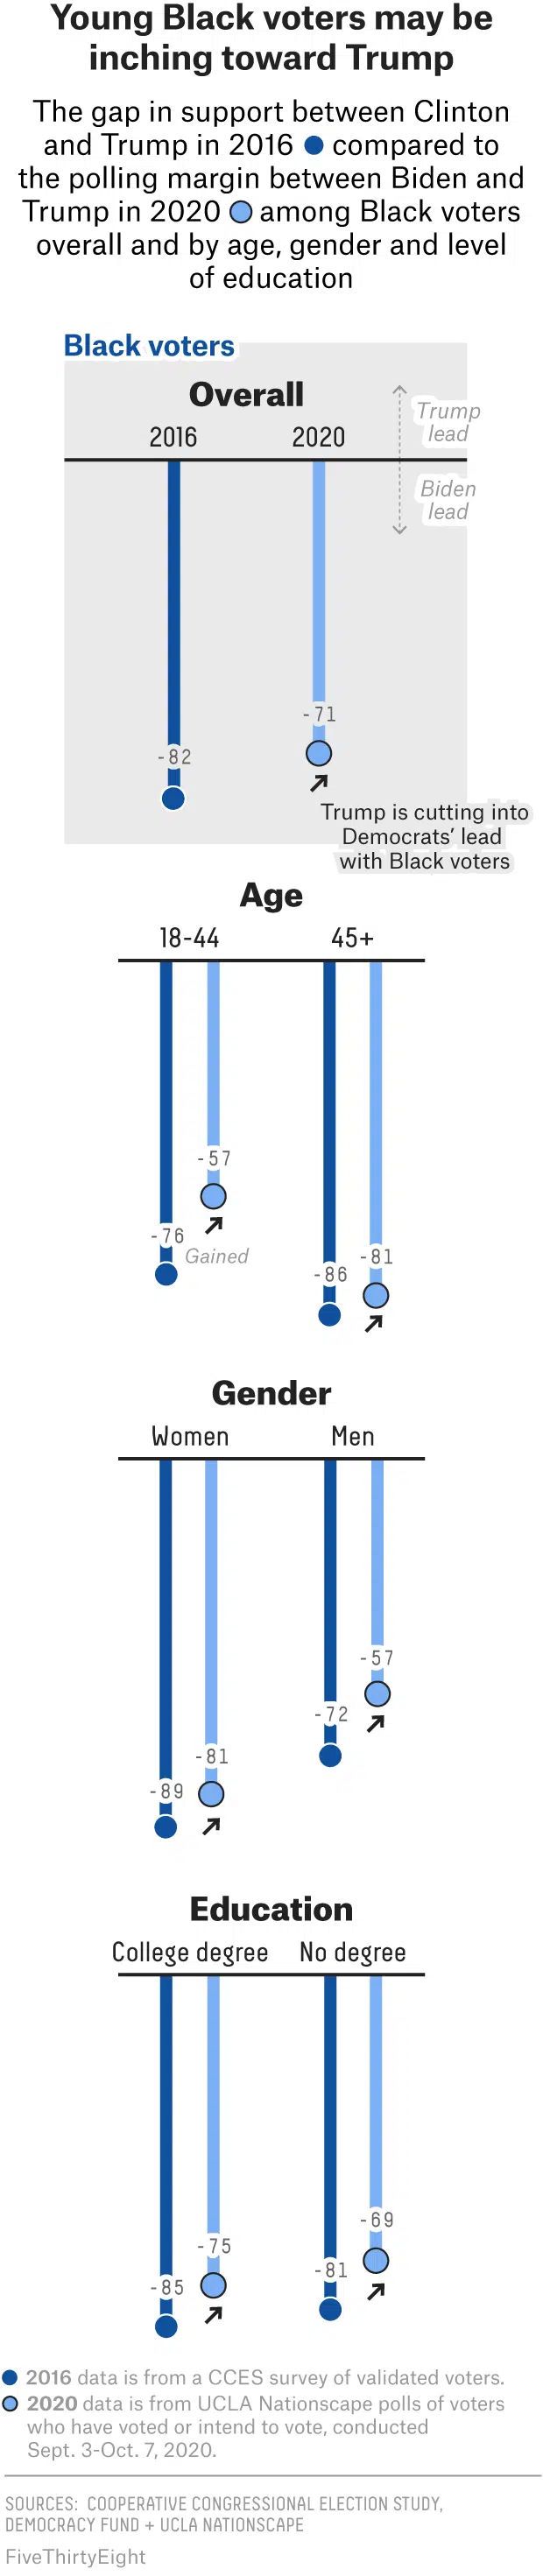 Young Black voters may be
inching toward Trump
The gap in support between Clinton
and Trump in 2016 compared to
the polling margin between Biden and
Trump in 2020 among Black voters
overall and by age, gender and level
of education
Black voters
Overall
2016 2020
Trump
lead
Biden
lead
-71
-82
Trump is cutting into
Democrats’ lead
with Black voters
Age
18-44 45+
-57
-76
Gained
-81
-86
Gender
Women Men
-57
-72
-81
-89
Education
College degree No degree
-69
-75
-81
-85
2016 data is from a CCES survey of validated voters.
2020 data is from UCLA Nationscape polls of voters
who have voted or intend to vote, conducted
Sept. 3-Oct. 7, 2020.
SOURCES: COOPERATIVE CONGRESSIONAL ELECTION STUDY,
DEMOCRACY FUND + UCLA NATIONSCAPE
FiveThirtyEight